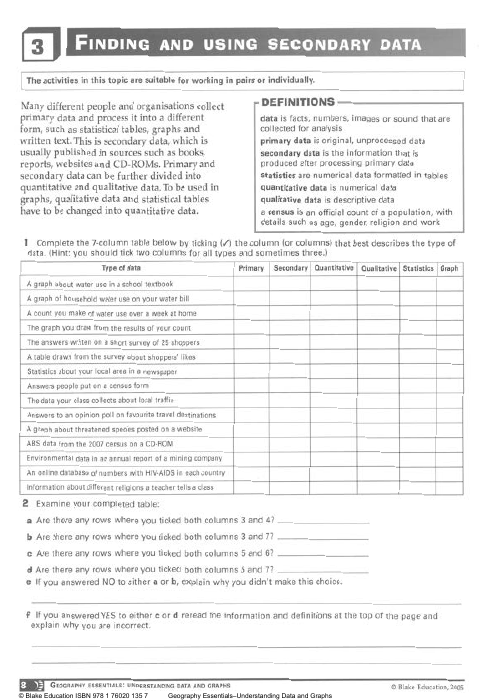 3 FINDING AND USING SECONDARY DATA
The activities in this topic are suitable for working in pairs or individually.
Many different people and organisations collect
primary data and process it into a different
form, such as statistical tables, graphs and
written text. This is secondary data, which is
usually published in sources such as books
reports, websites and CD-ROMs. Primary and
secondary data can be further divided into
quantitative and qualitative data. To be used in
graphs, qualitative data and statistical tables
have to be changed into quantitative data.
DEFINITIONS
data is facts, numbers, images or sound that are
collected for analysis
primary data is original, unprocessed data
secondary data is the information that is
produced after processing primary data
statistics are numerical data formatted in tables
quantitative data is numerical data
qualitative data is descriptive data
a census is an official count of a population, with
details such as age, gender, religion and work
1 Complete the 7-column table below by ticking (✓) the column (or columns) that best describes the type of
data. (Hint: you should tick two columns for all types and sometimes three.)
Type of data Primary Secondary Quantitative Qualitative Statistics Graph
A graph about water use in a school textbook
A graph of household water use on your water bill
A count you make of water use over a week at home
The graph you draw from the results of your count
The answers written on a short survey of 25 shoppers
A table drawn from the survey about shoppers' likes
Statistics about your local area in a newspaper
Answers people put on a census form
The data your class collects about local traffic
Answers to an opinion poll on favourite travel destinations
A graph about threatened species posted on a website
ABS data from the 2007 census on a CD-ROM
Environmental data in an annual report of a mining company
An online database of numbers with HIV-AIDS in each country
Information about different religions a teacher tells a class
2 Examine your completed table:
a Are there any rows where you ticked both columns 3 and 4?
b Are there any rows where you ticked both columns 3 and 7?
c Are there any rows where you ticked both columns 5 and 6?
d Are there any rows where you ticked both columns 5 and 7?
e If you answered NO to either a or b, explain why you didn't make this choice.
f If you answered YES to either c or d reread the information and definitions at the top of the page and
explain why you are incorrect.
8 GEOGRAPHY ESSENTIALS: UNDERSTANDING DATA AND GRAPHS © Blake Education, 2005
© Blake Education ISBN 978 1 76020 135 7 Geography Essentials–Understanding Data and Graphs